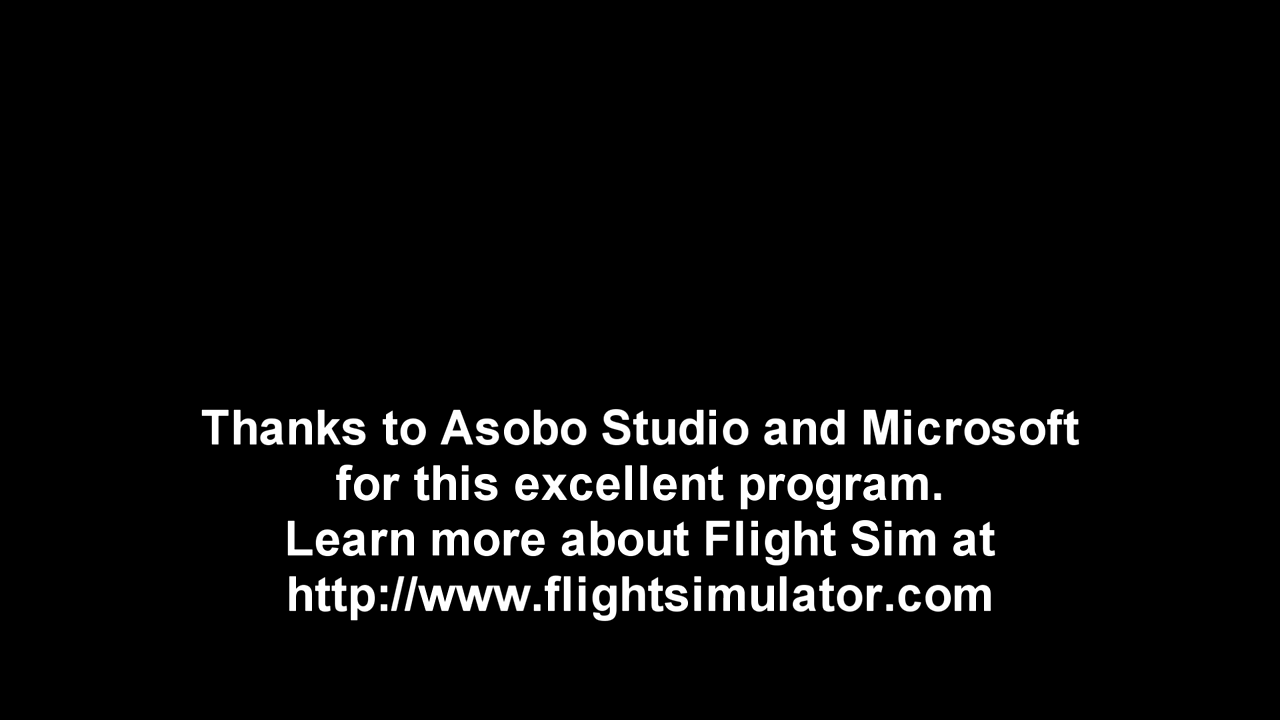 Thanks to Asobo Studio and Microsoft
for this excellent program.
Learn more about Flight Sim at
http://www.flightsimulator.com